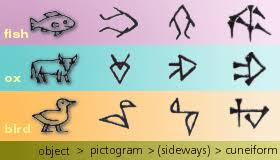 fish
ox
bird
object > pictogram > (sideways) > cuneiform